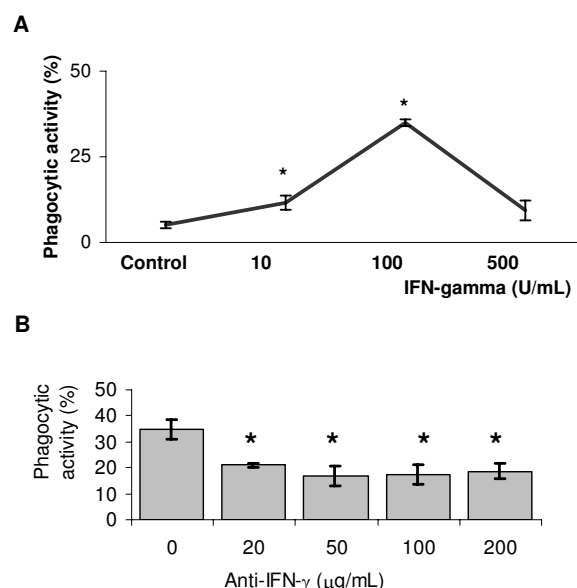 A
Phagocytic activity (%)
50
25
0
*
*
Control 10 100 500
IFN-gamma (U/mL)
B
Phagocytic
activity (%)
50
40
30
20
10
0
* * * *
0 20 50 100 200
Anti-IFN-γ (μg/mL)